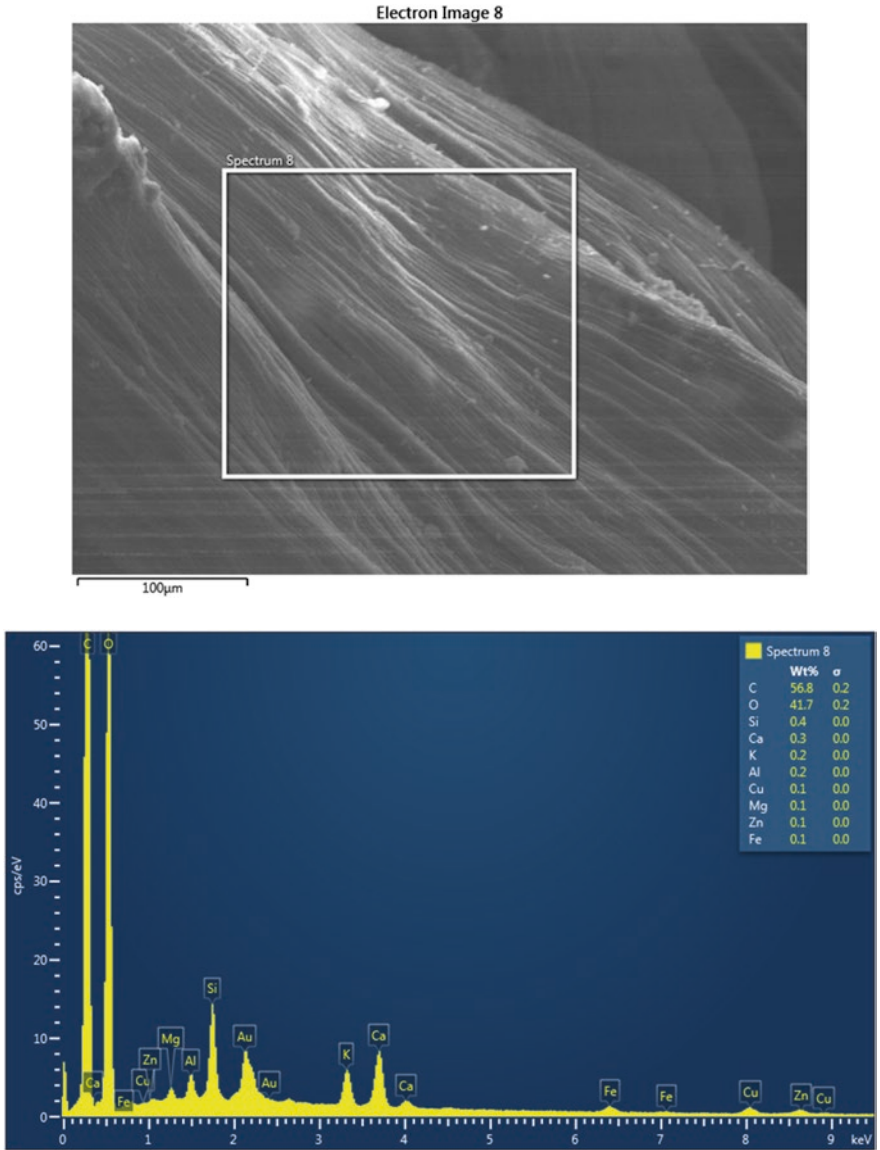 Electron Image 8
Spectrum 8
100µm
Spectrum 8
Wt% σ
C 56.8 0.2
O 41.7 0.2
Si 0.4 0.0
Ca 0.3 0.0
K 0.2 0.0
Al 0.2 0.0
Cu 0.1 0.0
Mg 0.1 0.0
Zn 0.1 0.0
Fe 0.1 0.0
cps/eV
60
50
40
30
20
10
0
C O
Ca
Fe
Cu
Zn
Mg
Al
Si
Au
Au
K
Ca
Ca
Fe
Fe
Cu
Zn
Cu
0 1 2 3 4 5 6 7 8 9 keV